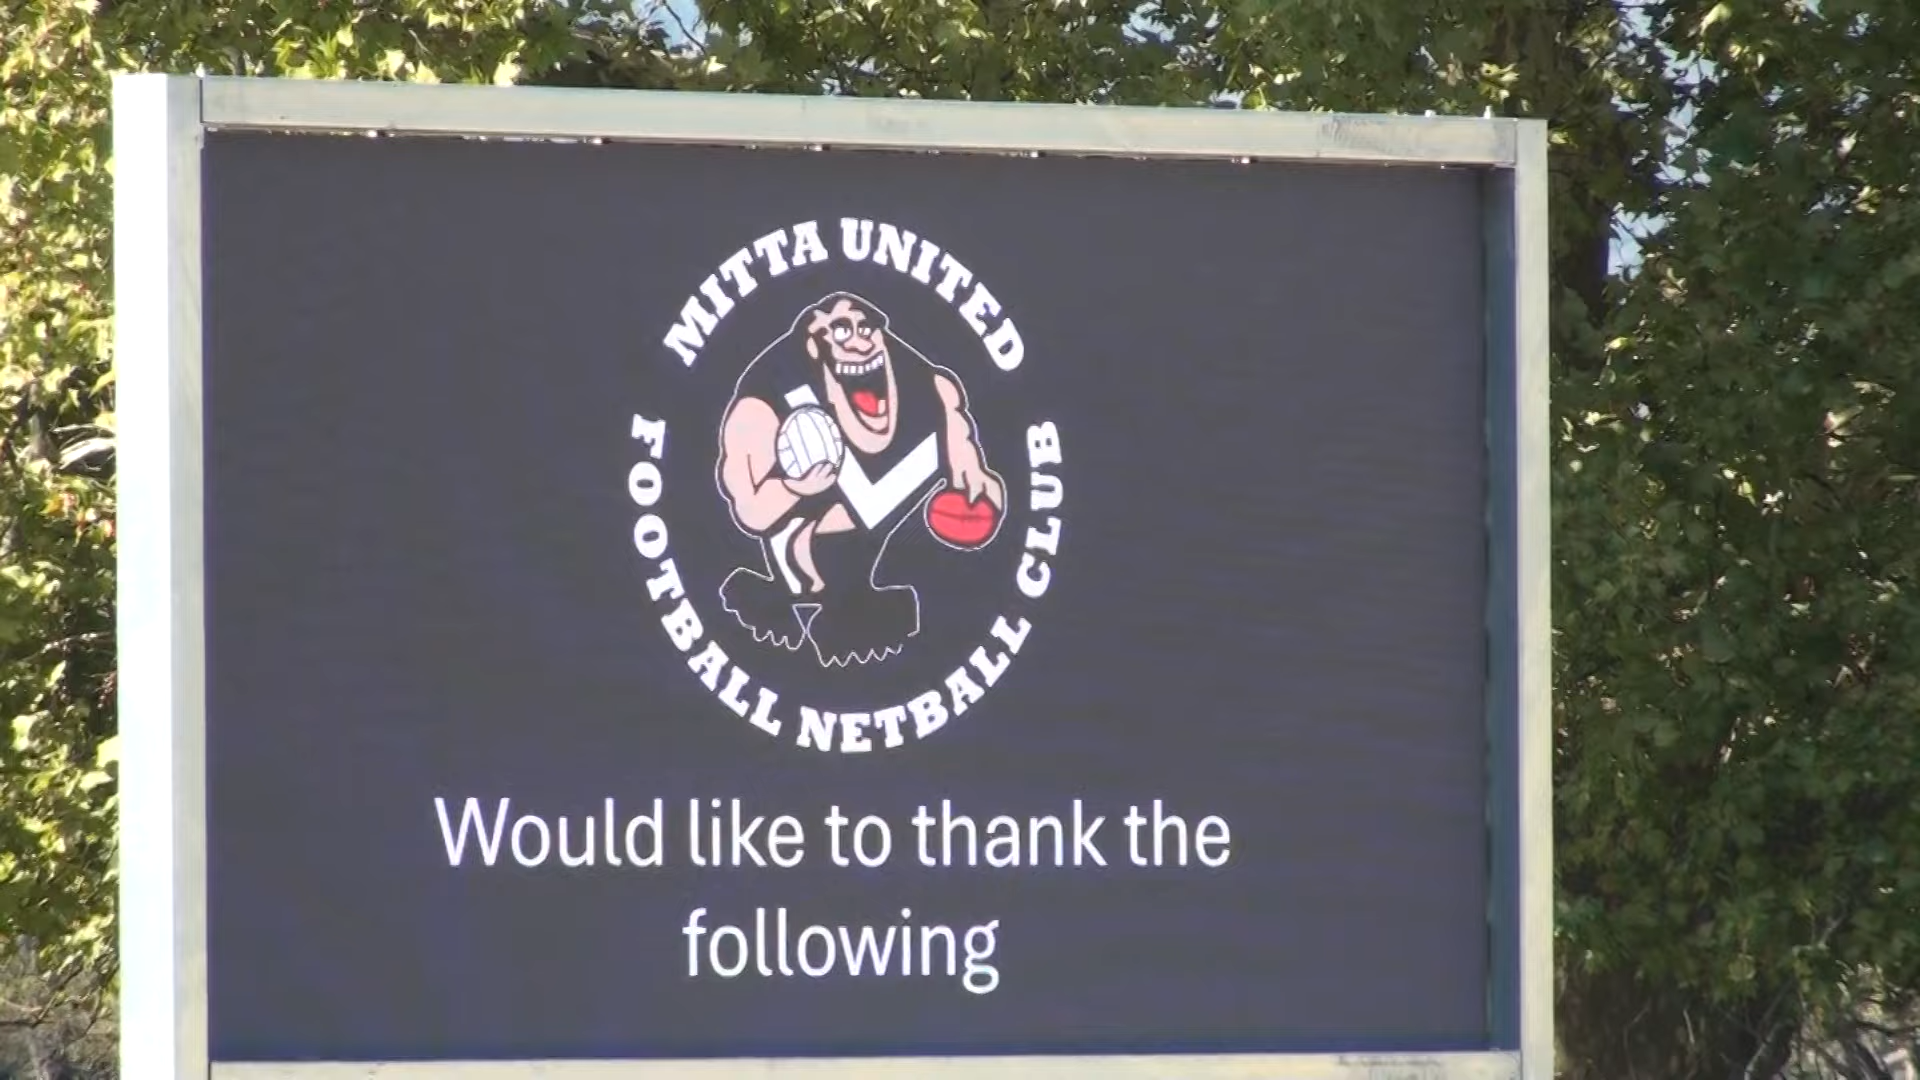 MITTA UNITED
FOOTBALL NETBALL CLUB
Would like to thank the
following